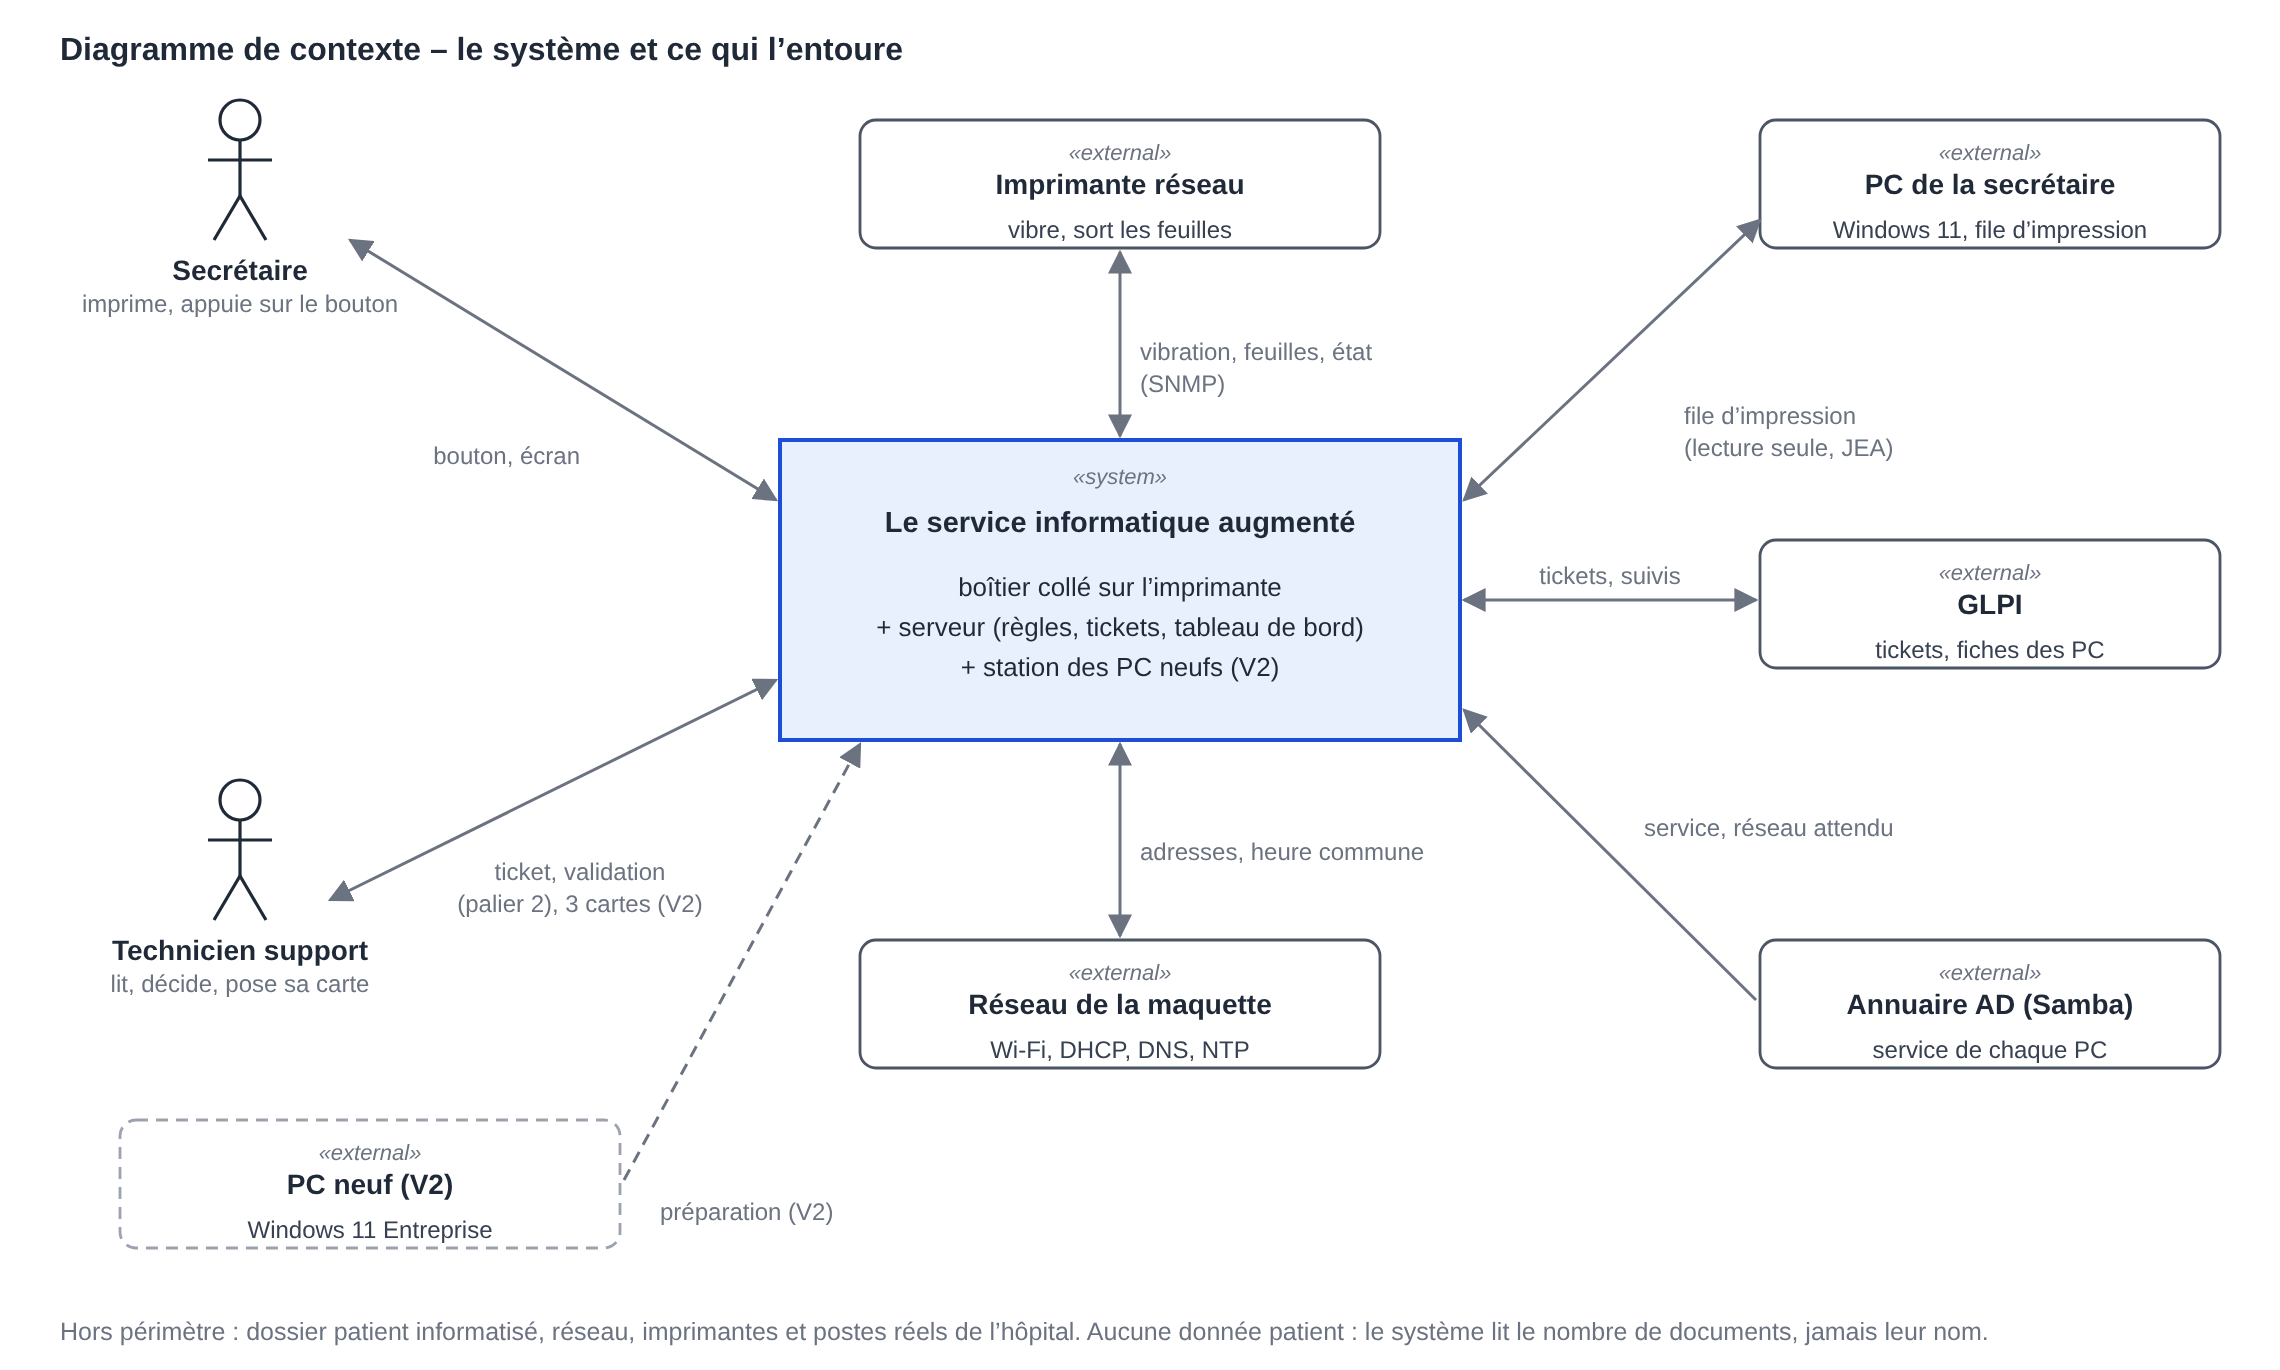 Diagramme de contexte – le système et ce qui l’entoure
Secrétaire
imprime, appuie sur le bouton
«external»
Imprimante réseau
vibre, sort les feuilles
«external»
PC de la secrétaire
Windows 11, file d’impression
vibration, feuilles, état
(SNMP)
file d’impression
(lecture seule, JEA)
bouton, écran
«system»
Le service informatique augmenté
boîtier collé sur l’imprimante
+ serveur (règles, tickets, tableau de bord)
+ station des PC neufs (V2)
tickets, suivis
«external»
GLPI
tickets, fiches des PC
Technicien support
lit, décide, pose sa carte
ticket, validation
(palier 2), 3 cartes (V2)
adresses, heure commune
service, réseau attendu
«external»
Réseau de la maquette
Wi-Fi, DHCP, DNS, NTP
«external»
Annuaire AD (Samba)
service de chaque PC
«external»
PC neuf (V2)
Windows 11 Entreprise
préparation (V2)
Hors périmètre : dossier patient informatisé, réseau, imprimantes et postes réels de l’hôpital. Aucune donnée patient : le système lit le nombre de documents, jamais leur nom.